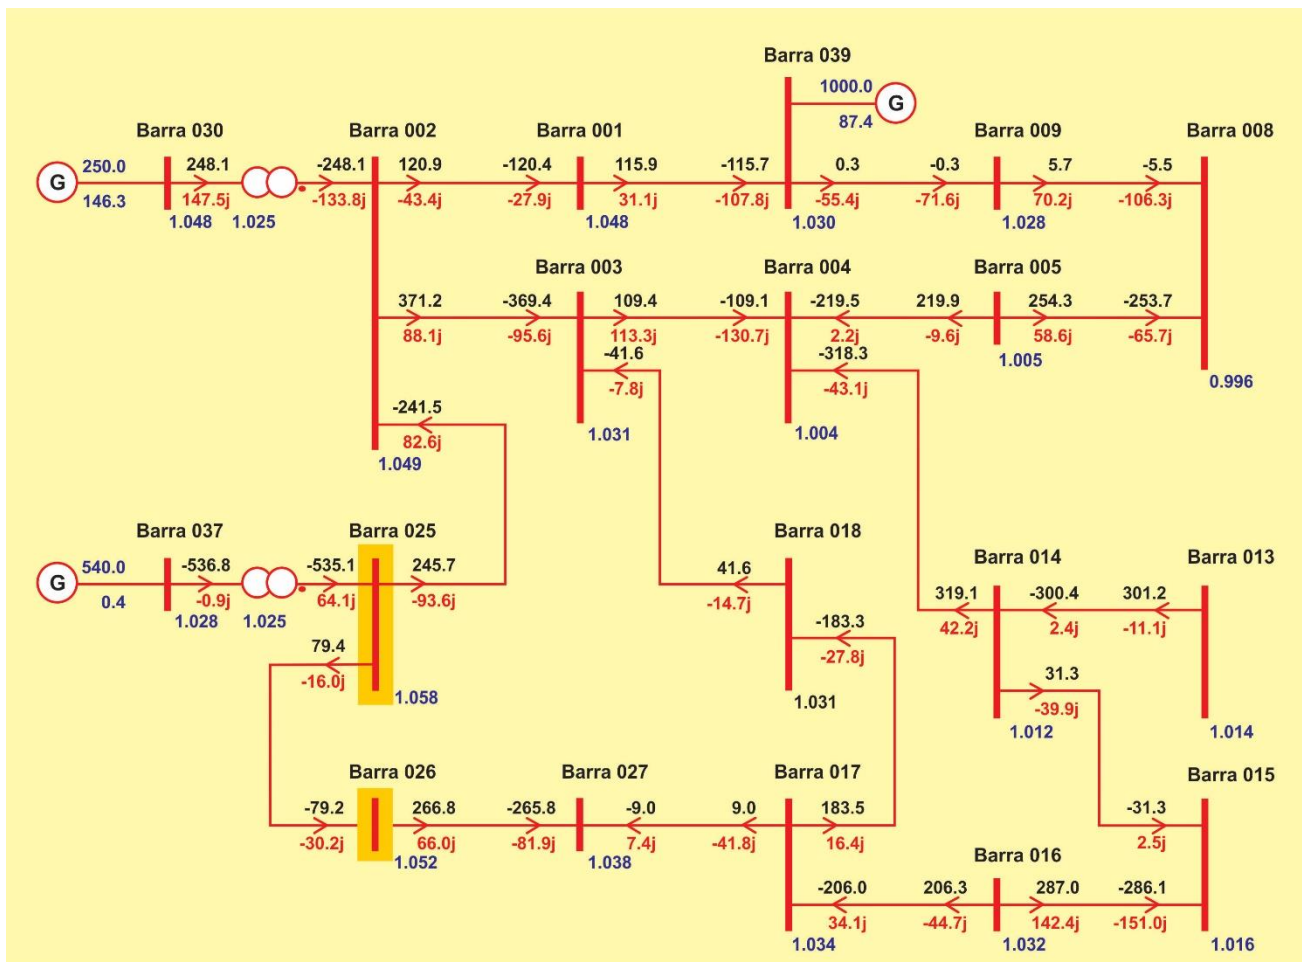 Barra 039
1000.0
G
87.4
Barra 030 Barra 002 Barra 001 Barra 009 Barra 008
G 250.0 248.1 -248.1 120.9 -120.4 115.9 -115.7 0.3 -0.3 5.7 -5.5
146.3 147.5j -133.8j -43.4j -27.9j 31.1j -107.8j -55.4j -71.6j 70.2j -106.3j
1.048 1.025 1.048 1.030 1.028
Barra 003 Barra 004 Barra 005
371.2 -369.4 109.4 -109.1 -219.5 219.9 254.3 -253.7
88.1j -95.6j 113.3j -130.7j 2.2j -9.6j 58.6j -65.7j
-41.6 -318.3 1.005
-7.8j -43.1j 0.996
-241.5 1.031 1.004
82.6j
1.049
Barra 037 Barra 025 Barra 018
G 540.0 -536.8 -535.1 245.7 41.6
0.4 -0.9j 64.1j -93.6j -14.7j
1.028 1.025
Barra 014 Barra 013
319.1 -300.4 301.2
42.2j 2.4j -11.1j
79.4 -183.3
-16.0j -27.8j
1.058 1.031
31.3
-39.9j
1.012 1.014
Barra 026 Barra 027 Barra 017 Barra 015
-79.2 266.8 -265.8 -9.0 9.0 183.5 -31.3
-30.2j 66.0j -81.9j 7.4j -41.8j 16.4j 2.5j
1.052 1.038
Barra 016
-206.0 206.3 287.0 -286.1
34.1j -44.7j 142.4j -151.0j
1.034 1.032 1.016